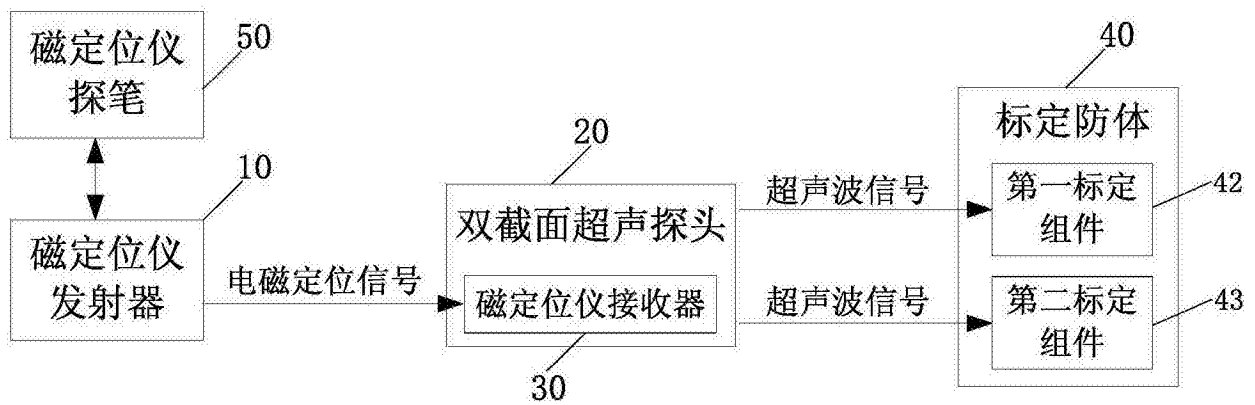 磁定位仪
探笔
50
10
磁定位仪
发射器
电磁定位信号
20
双截面超声探头
磁定位仪接收器
30
超声波信号
超声波信号
40
标定防体
第一标定
组件
42
第二标定
组件
43